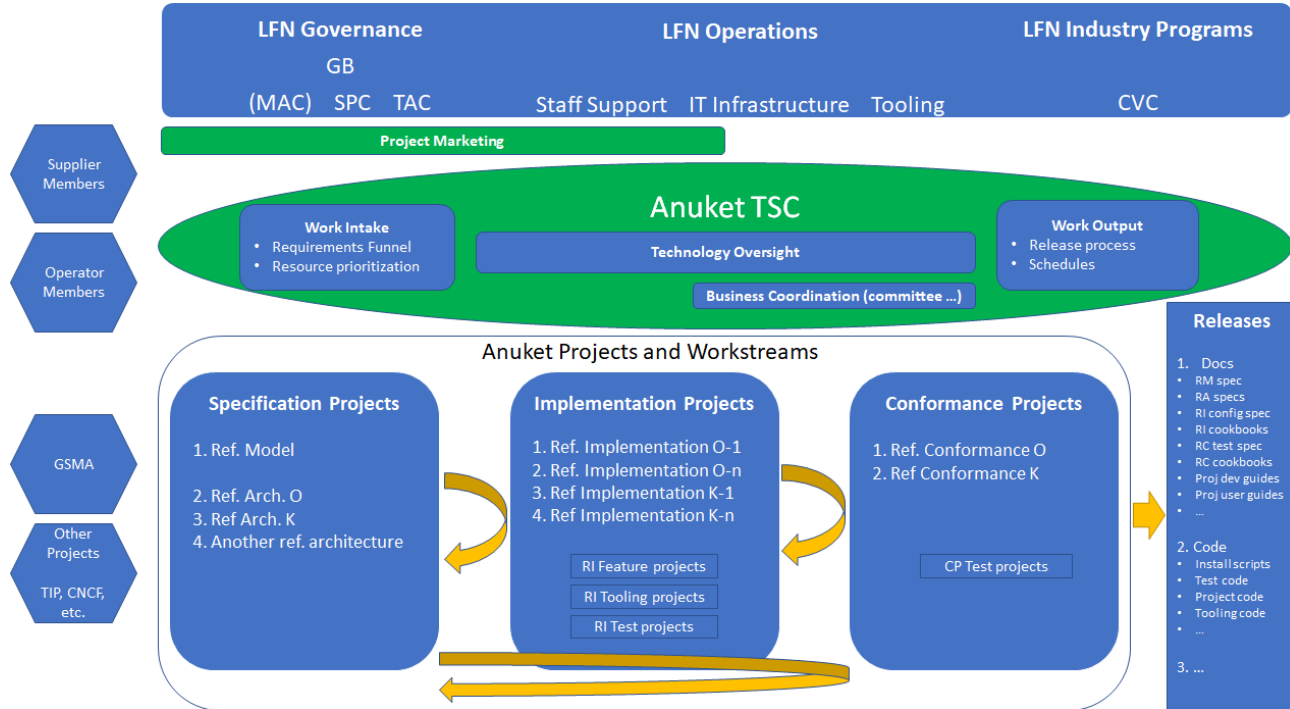 LFN Governance
GB
(MAC) SPC TAC
LFN Operations
Staff Support IT Infrastructure Tooling
LFN Industry Programs
CVC
Project Marketing
Supplier
Members
Operator
Members
GSMA
Other
Projects
TIP, CNCF,
etc.
Anuket TSC
Work Intake
• Requirements Funnel
• Resource prioritization
Technology Oversight
Business Coordination (committee ...)
Work Output
• Release process
• Schedules
Anuket Projects and Workstreams
Specification Projects
1. Ref. Model
2. Ref. Arch. O
3. Ref Arch. K
4. Another ref. architecture
Implementation Projects
1. Ref. Implementation O-1
2. Ref. Implementation O-n
3. Ref Implementation K-1
4. Ref Implementation K-n
RI Feature projects
RI Tooling projects
RI Test projects
Conformance Projects
1. Ref. Conformance O
2. Ref Conformance K
CP Test projects
Releases
1. Docs
• RM spec
• RA specs
• RI config spec
• RI cookbooks
• RC test spec
• RC cookbooks
• Proj dev guides
• Proj user guides
• ...
2. Code
• Install scripts
• Test code
• Project code
• Tooling code
• ...
3. ...